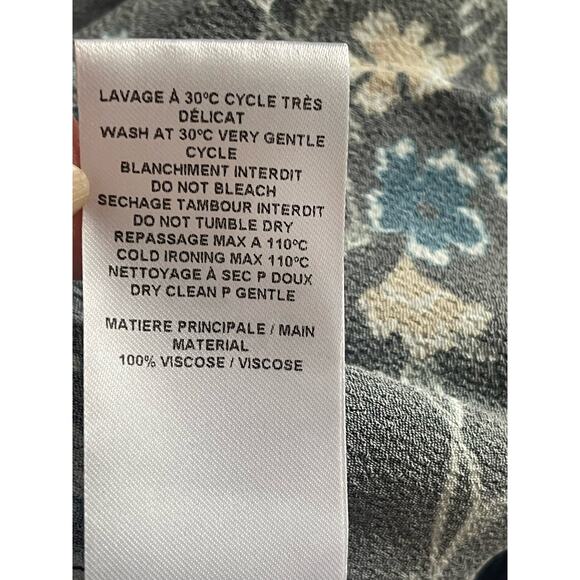 LAVAGE À 30ºC CYCLE TRÈS
DÉLICAT
WASH AT 30ºC VERY GENTLE
CYCLE
BLANCHIMENT INTERDIT
DO NOT BLEACH
SECHAGE TAMBOUR INTERDIT
DO NOT TUMBLE DRY
REPASSAGE MAX A 110ºC
COLD IRONING MAX 110ºC
NETTOYAGE À SEC P DOUX
DRY CLEAN P GENTLE
MATIERE PRINCIPALE / MAIN
MATERIAL
100% VISCOSE / VISCOSE